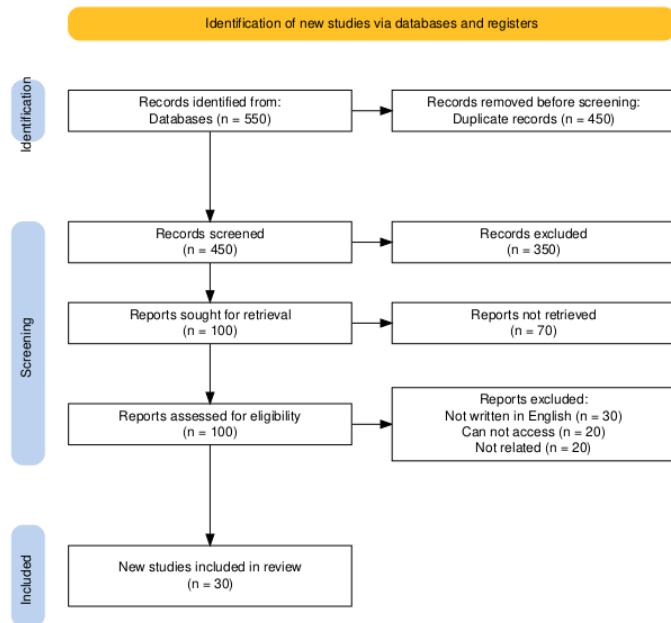 Identification of new studies via databases and registers
Identification
Records identified from:
Databases (n = 550)
Records removed before screening:
Duplicate records (n = 450)
Screening
Records screened
(n = 450)
Records excluded
(n = 350)
Reports sought for retrieval
(n = 100)
Reports not retrieved
(n = 70)
Reports assessed for eligibility
(n = 100)
Reports excluded:
Not written in English (n = 30)
Can not access (n = 20)
Not related (n = 20)
Included
New studies included in review
(n = 30)